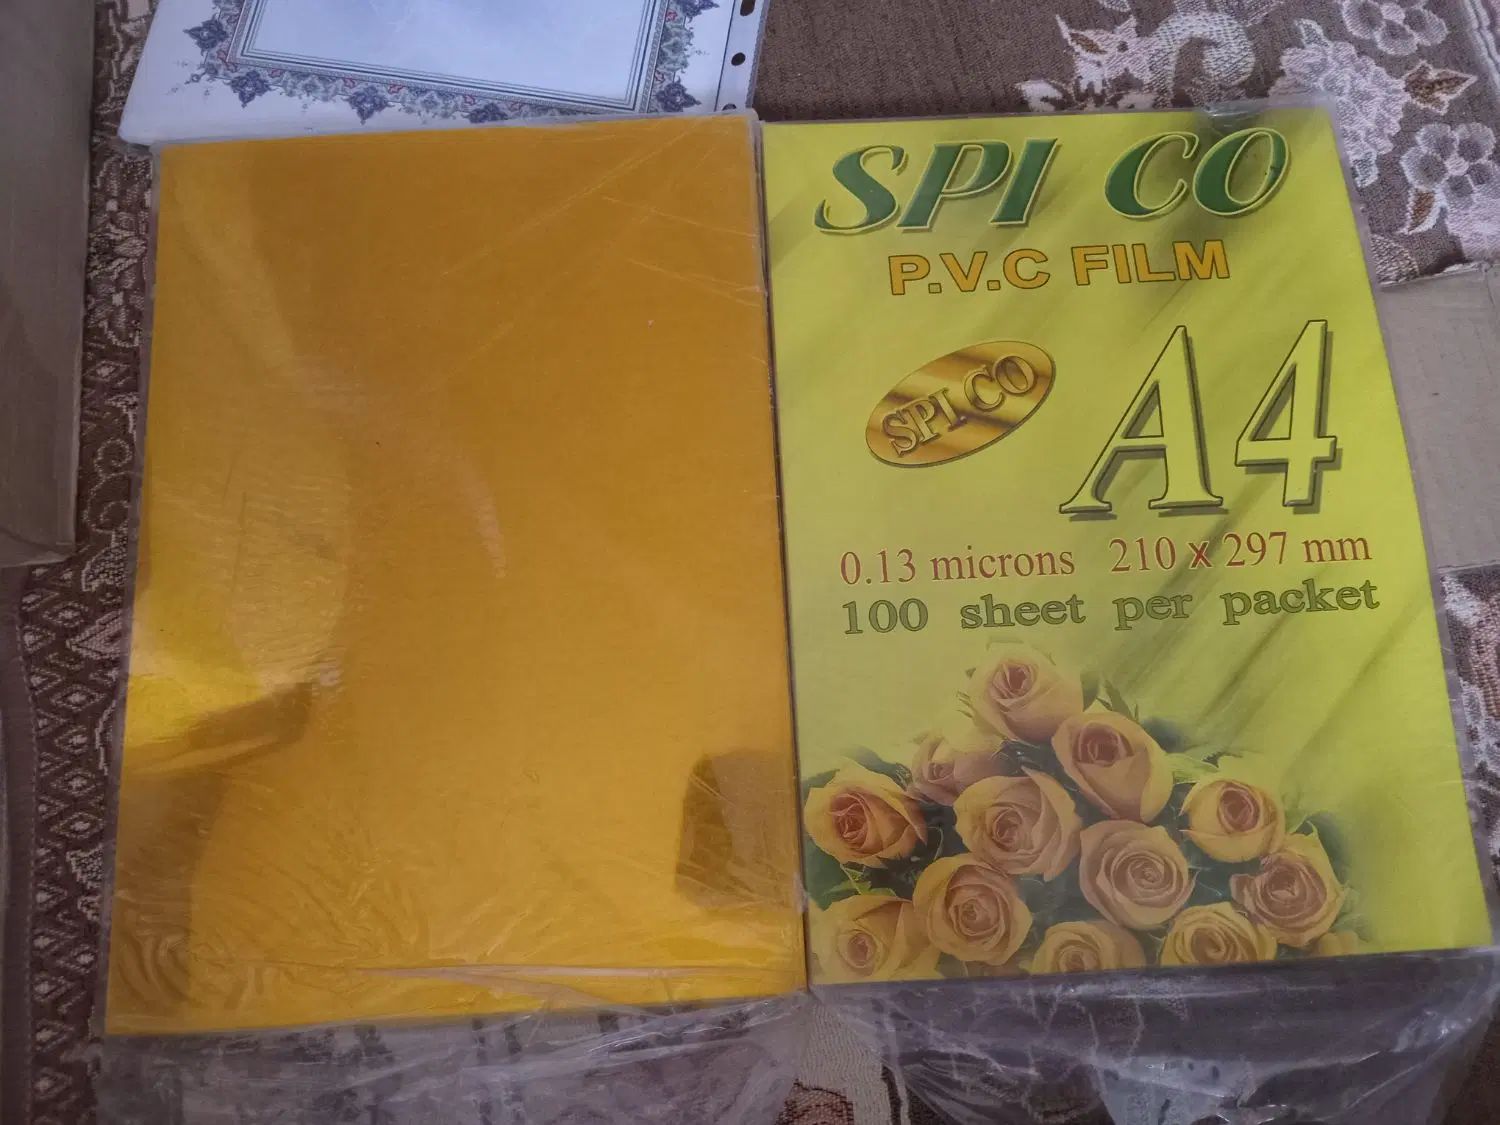 SPI CO
P.V.C FILM
SPI.CO
A4
0.13 microns 210 x 297 mm
100 sheet per packet